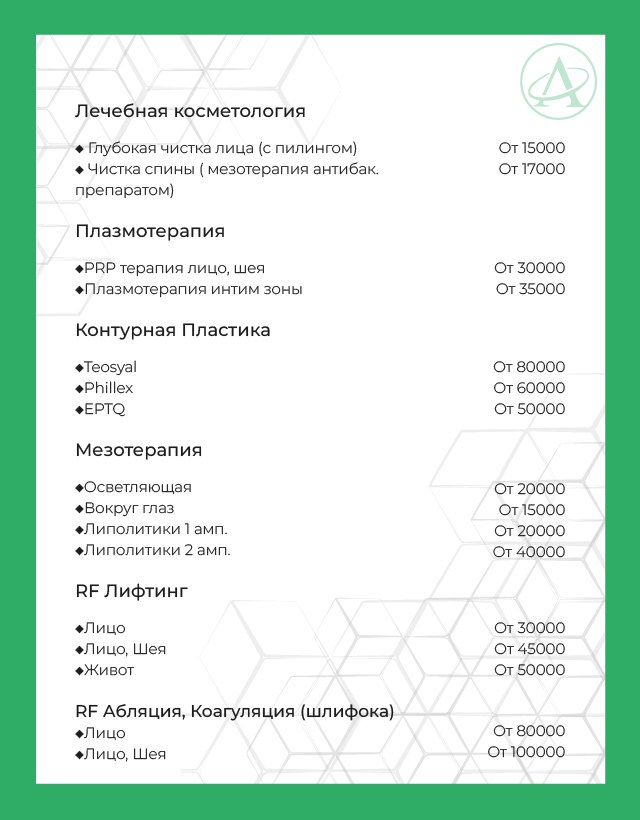 A
Лечебная косметология
◆ Глубокая чистка лица (с пилингом) От 15000
◆ Чистка спины ( мезотерапия антибак. От 17000
препаратом)
Плазмотерапия
◆PRP терапия лицо, шея От 30000
◆Плазмотерапия интим зоны От 35000
Контурная Пластика
◆Teosyal От 80000
◆Phillex От 60000
◆EPTQ От 50000
Мезотерапия
◆Осветляющая От 20000
◆Вокруг глаз От 15000
◆Липолитики 1 амп. От 20000
◆Липолитики 2 амп. От 40000
RF Лифтинг
◆Лицо От 30000
◆Лицо, Шея От 45000
◆Живот От 50000
RF Абляция, Коагуляция (шлифока)
◆Лицо От 80000
◆Лицо, Шея От 100000